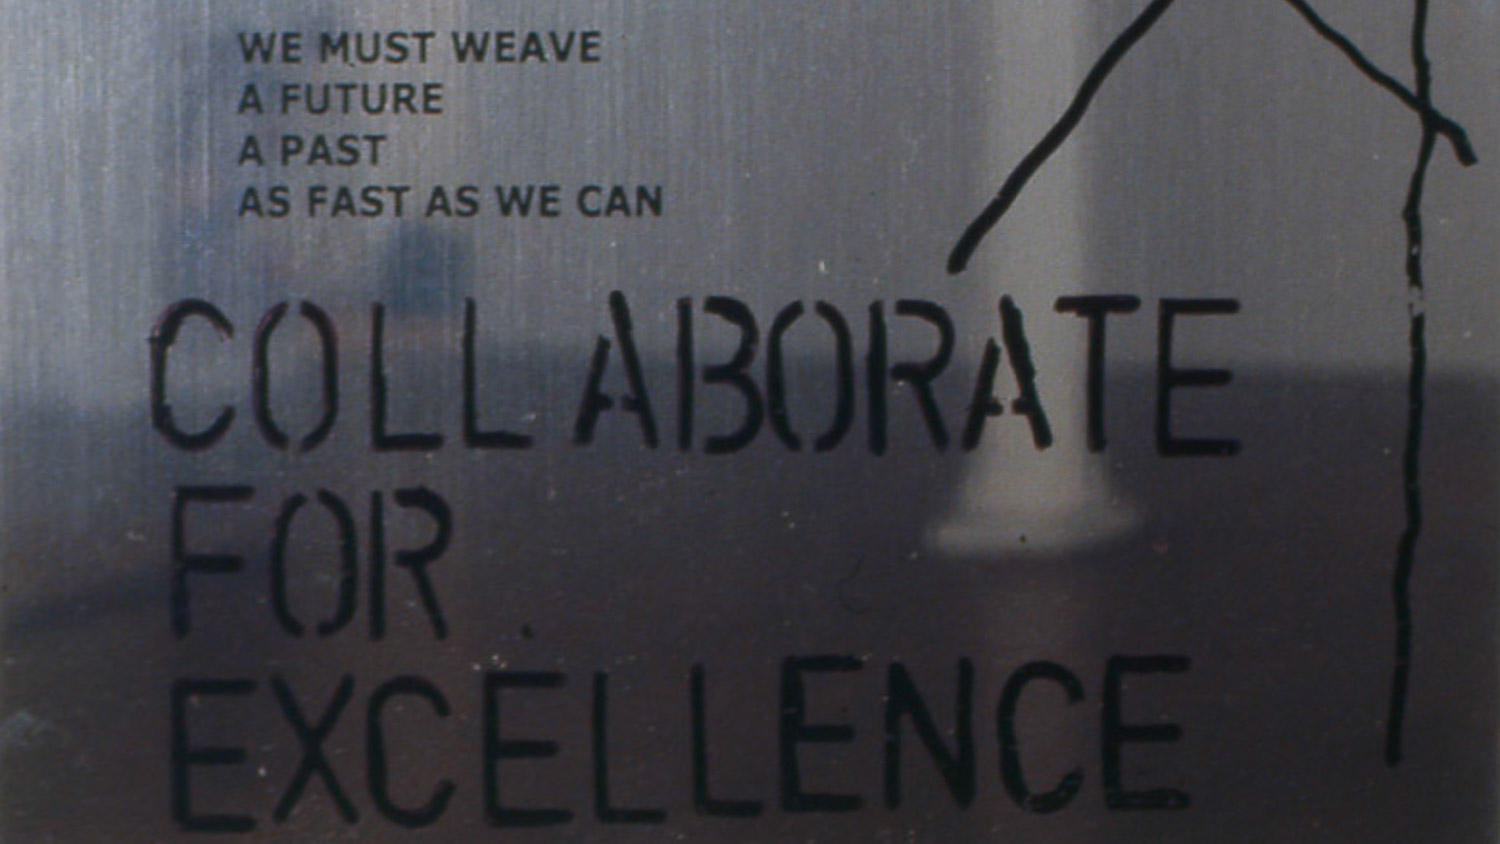 WE MUST WEAVE
A FUTURE
A PAST
AS FAST AS WE CAN
COLLABORATE
FOR
EXCELLENCE